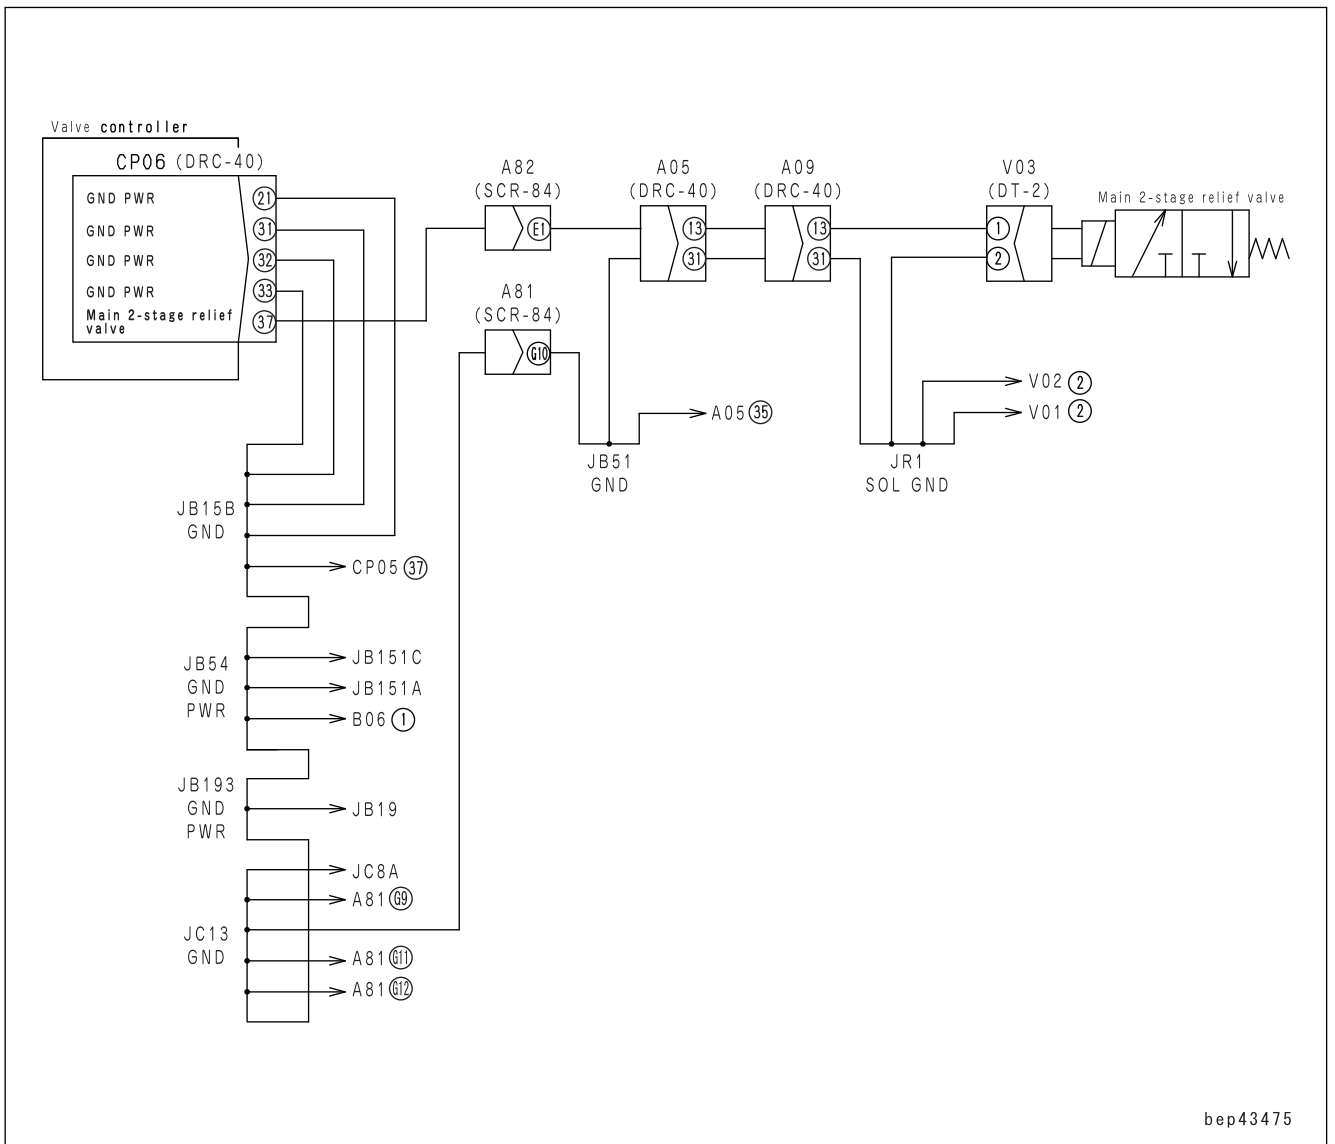 Valve controller
CP06 (DRC-40)
GND PWR 21
GND PWR 31
GND PWR 32
GND PWR 33
Main 2-stage relief
valve 37
A82
(SCR-84)
E1
A81
(SCR-84)
G10
A05
(DRC-40)
13
31
A09
(DRC-40)
13
31
V03
(DT-2)
1
2
Main 2-stage relief valve
V02 2
V01 2
A05 35
JB51
GND
JR1
SOL GND
JB15B
GND
CP05 37
JB54
GND
PWR
JB151C
JB151A
B06 1
JB193
GND
PWR
JB19
JC8A
A81 G9
JC13
GND
A81 G11
A81 G12
bep43475